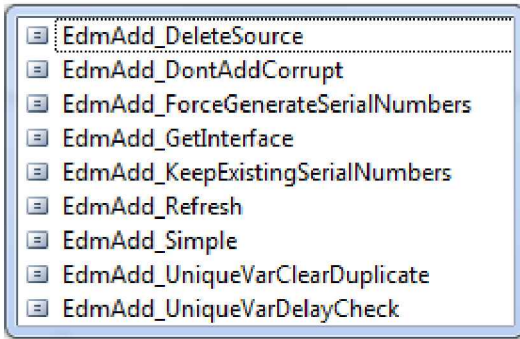 EdmAdd_DeleteSource
EdmAdd_DontAddCorrupt
EdmAdd_ForceGenerateSerialNumbers
EdmAdd_GetInterface
EdmAdd_KeepExistingSerialNumbers
EdmAdd_Refresh
EdmAdd_Simple
EdmAdd_UniqueVarClearDuplicate
EdmAdd_UniqueVarDelayCheck